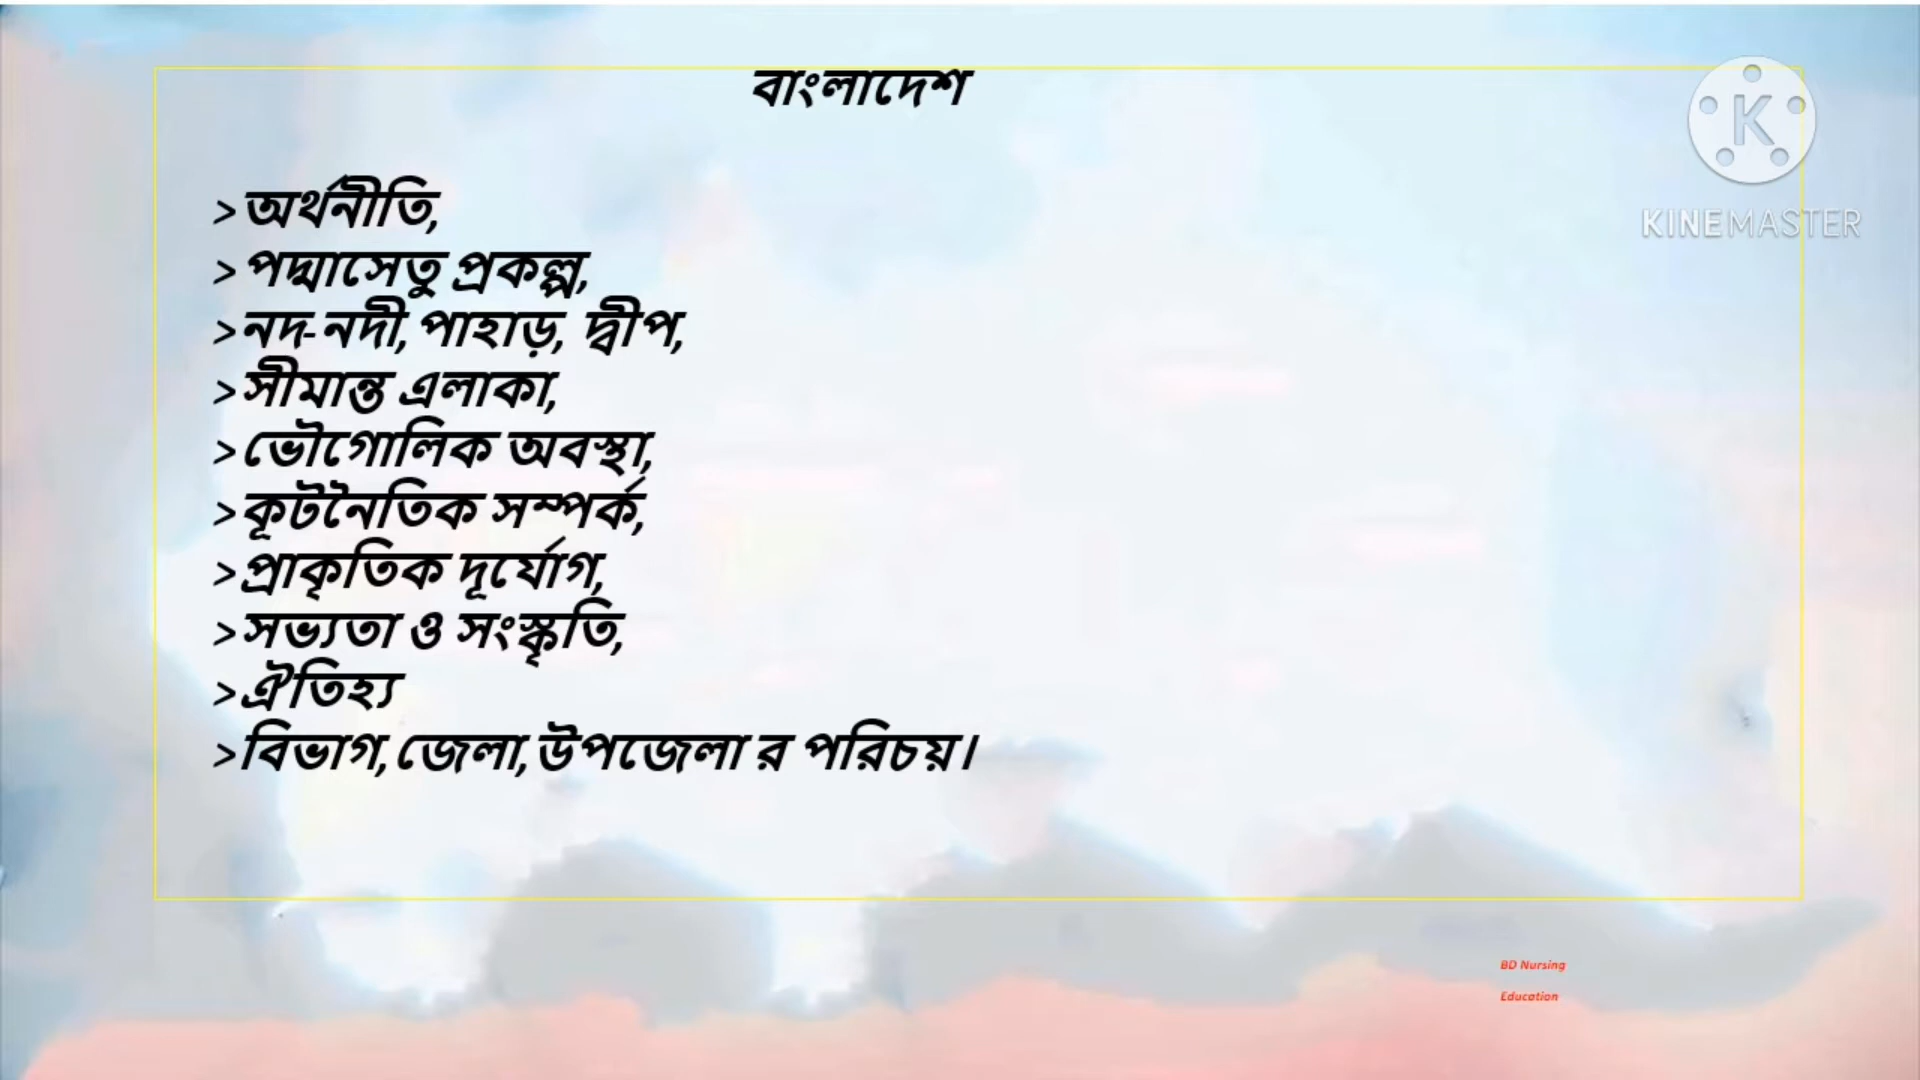 বাংলাদেশ
KINEMASTER
>অর্থনীতি,
>পদ্মাসেতু প্রকল্প,
>নদ-নদী, পাহাড়, দ্বীপ,
>সীমান্ত এলাকা,
>ভৌগোলিক অবস্থা,
>কূটনৈতিক সম্পর্ক,
>প্রাকৃতিক দূর্যোগ,
>সভ্যতা ও সংস্কৃতি,
>ঐতিহ্য
>বিভাগ,জেলা,উপজেলা র পরিচয়।
BD Nursing
Education